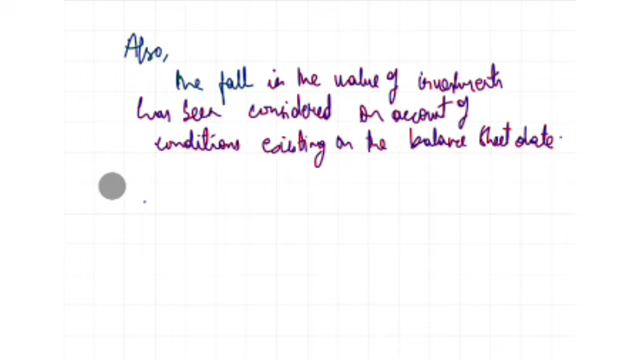 Also,
the fall in the value of investments
has been considered on account of
conditions existing on the balance sheet date.